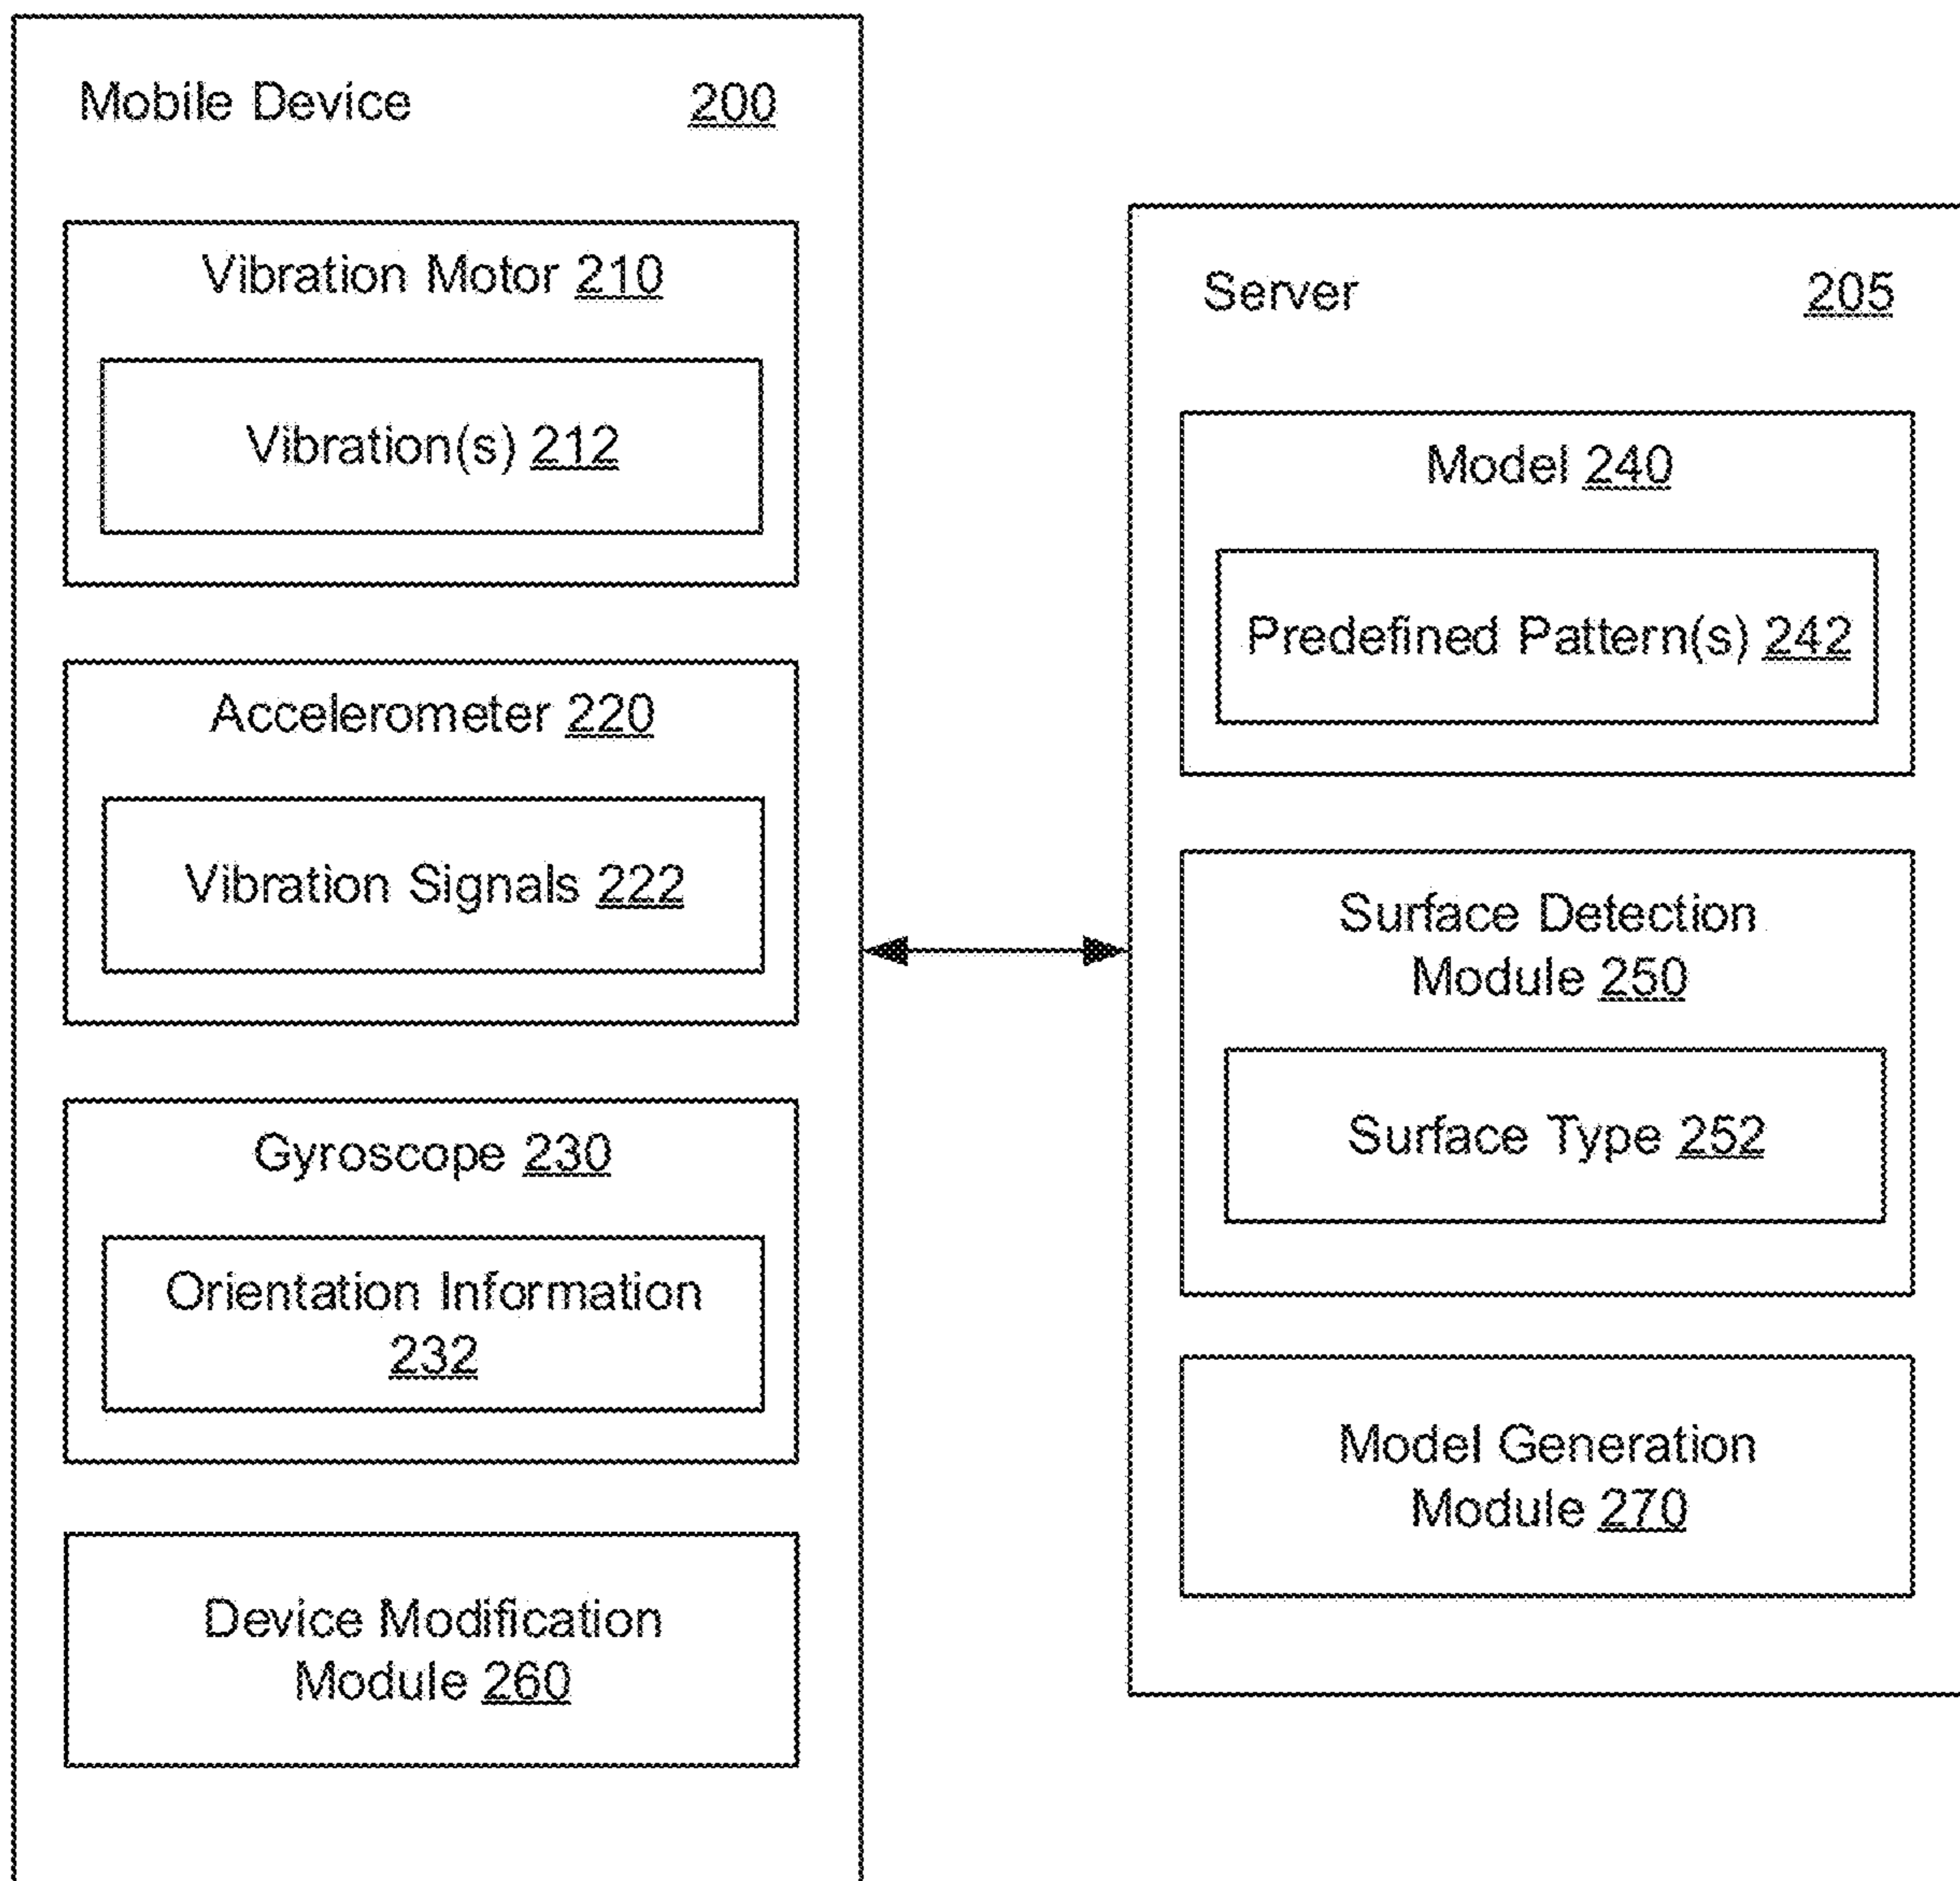 Mobile Device 200
Vibration Motor 210
Vibration(s) 212
Accelerometer 220
Vibration Signals 222
Gyroscope 230
Orientation Information
232
Device Modification
Module 260
Server 205
Model 240
Predefined Pattern(s) 242
Surface Detection
Module 250
Surface Type 252
Model Generation
Module 270